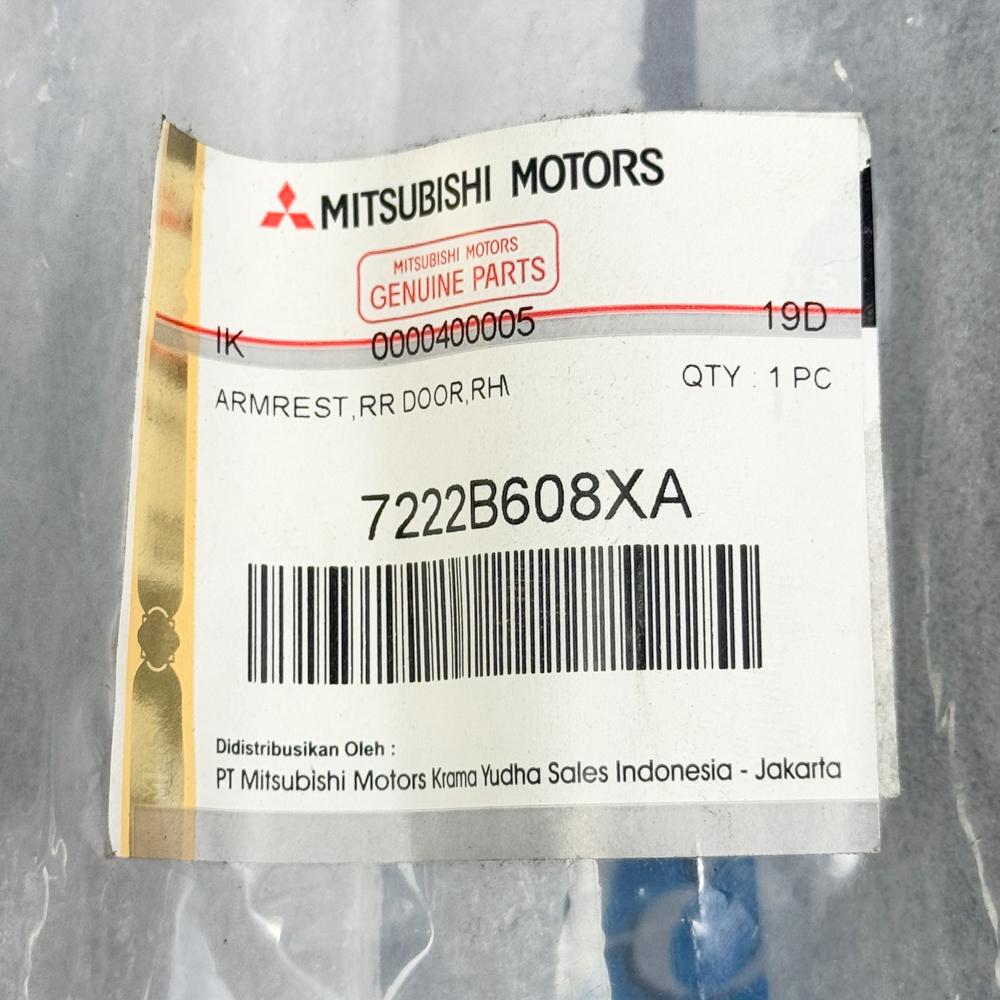 MITSUBISHI MOTORS
MITSUBISHI MOTORS
GENUINE PARTS
IK 0000400005 19D
ARMREST,RR DOOR,RH QTY : 1 PC
7222B608XA
Didistribusikan Oleh :
PT Mitsubishi Motors Krama Yudha Sales Indonesia - Jakarta